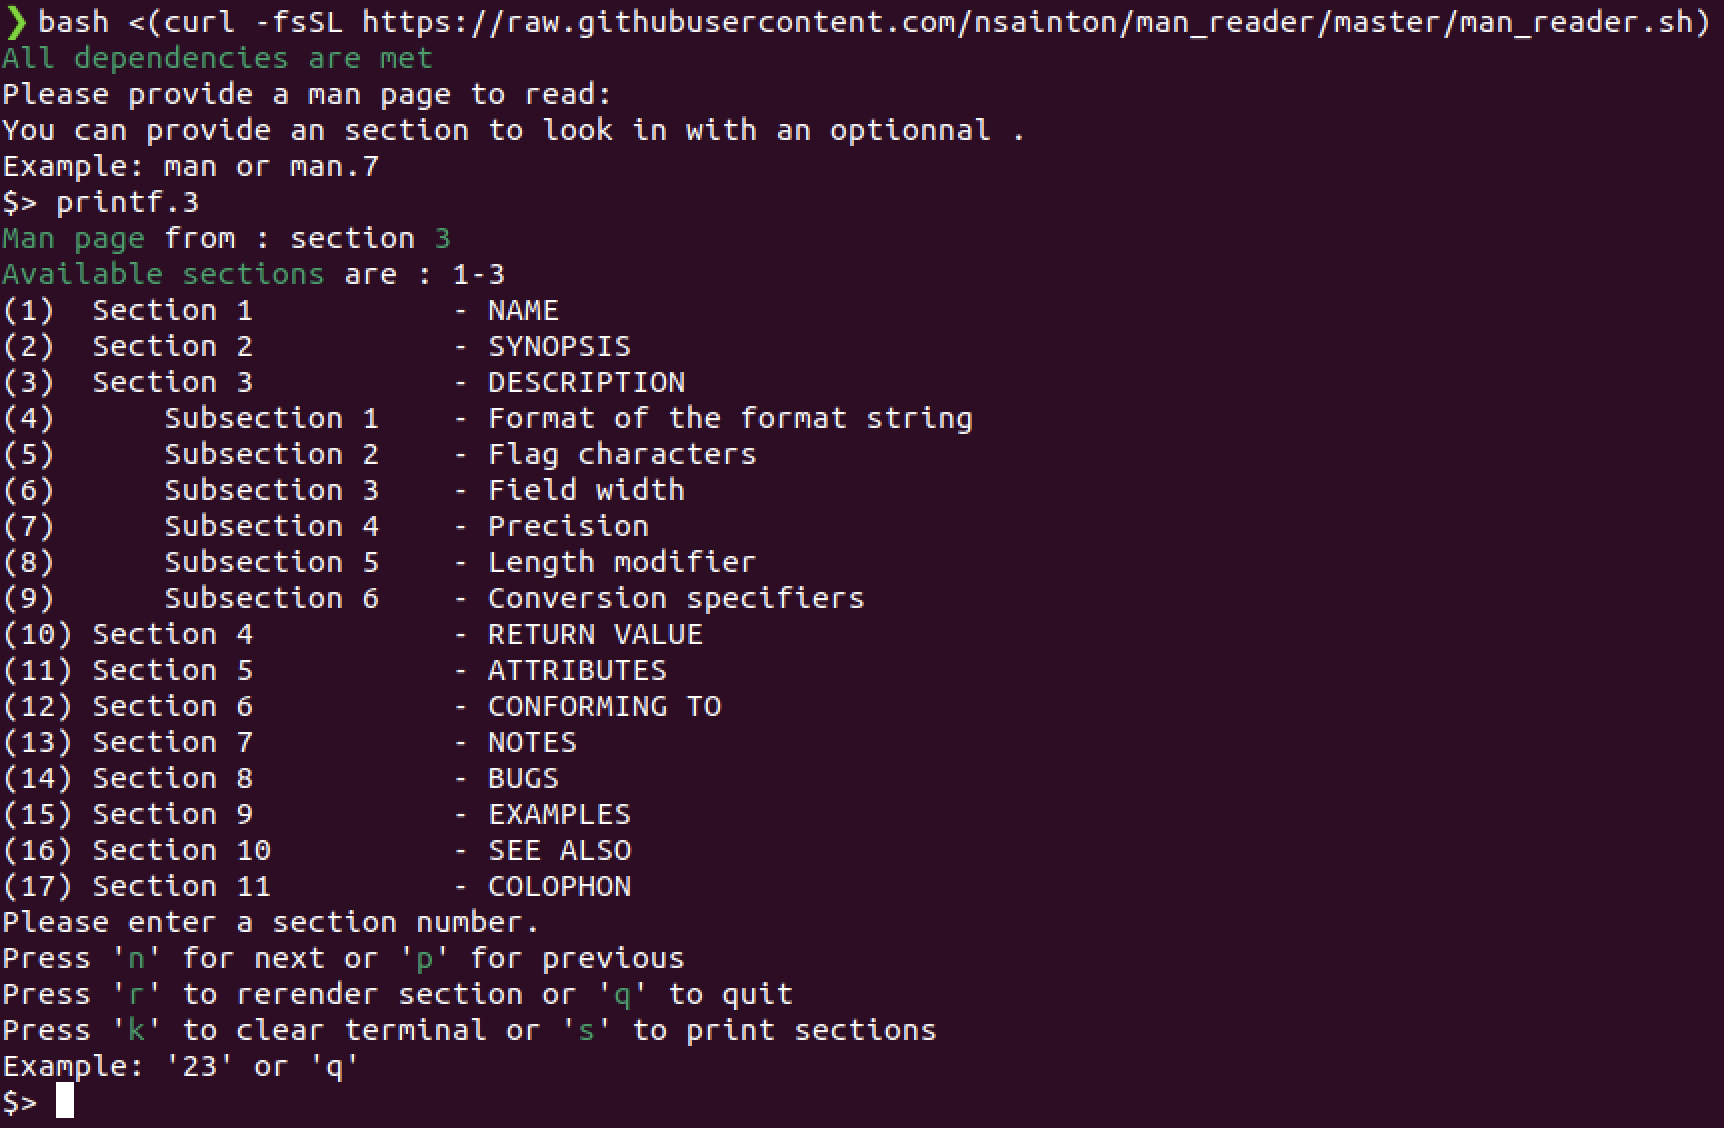 ❯ bash <(curl -fsSL https://raw.githubusercontent.com/nsainton/man_reader/master/man_reader.sh)
All dependencies are met
Please provide a man page to read:
You can provide an section to look in with an optionnal .
Example: man or man.7
$> printf.3
Man page from : section 3
Available sections are : 1-3
(1)  Section 1           - NAME
(2)  Section 2           - SYNOPSIS
(3)  Section 3           - DESCRIPTION
(4)      Subsection 1    - Format of the format string
(5)      Subsection 2    - Flag characters
(6)      Subsection 3    - Field width
(7)      Subsection 4    - Precision
(8)      Subsection 5    - Length modifier
(9)      Subsection 6    - Conversion specifiers
(10) Section 4           - RETURN VALUE
(11) Section 5           - ATTRIBUTES
(12) Section 6           - CONFORMING TO
(13) Section 7           - NOTES
(14) Section 8           - BUGS
(15) Section 9           - EXAMPLES
(16) Section 10          - SEE ALSO
(17) Section 11          - COLOPHON
Please enter a section number.
Press 'n' for next or 'p' for previous
Press 'r' to rerender section or 'q' to quit
Press 'k' to clear terminal or 's' to print sections
Example: '23' or 'q'
$>